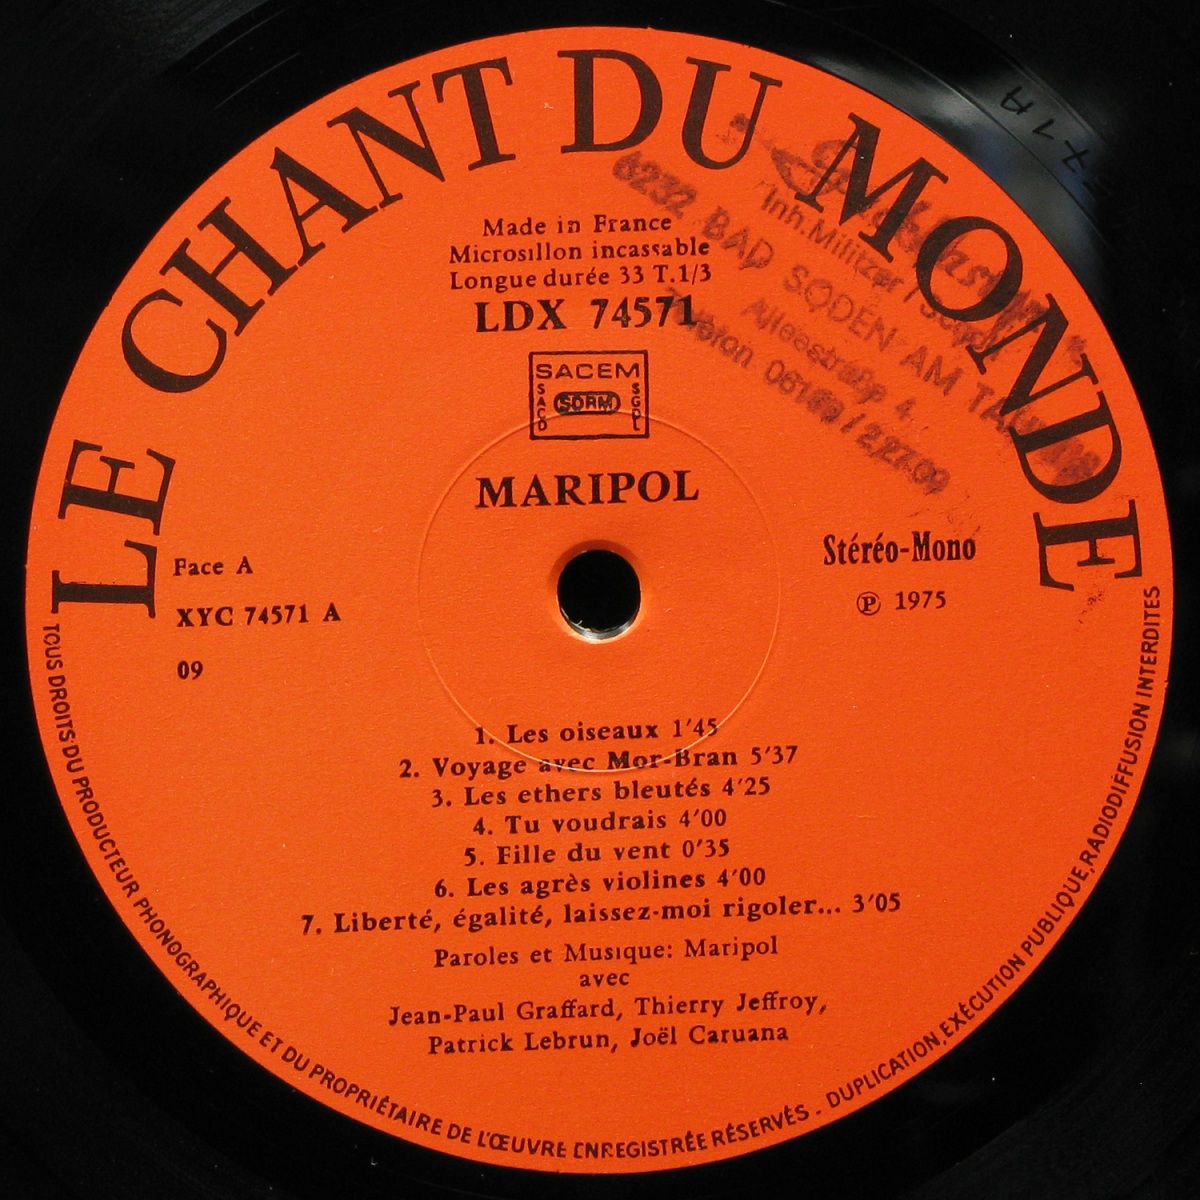 LE CHANT DU MONDE
Made in France
Microsillon incassable
Longue durée 33 T.1/3
LDX 74571
SACEM
SACD SDRM SGDL
MARIPOL
Face A
XYC 74571 A
09
Stéréo-Mono
Ⓟ 1975
1. Les oiseaux 1'45
2. Voyage avec Mor-Bran 5'37
3. Les ethers bleutés 4'25
4. Tu voudrais 4'00
5. Fille du vent 0'35
6. Les agrès violines 4'00
7. Liberté, égalité, laissez-moi rigoler... 3'05
Paroles et Musique: Maripol
avec
Jean-Paul Graffard, Thierry Jeffroy,
Patrick Lebrun, Joël Caruana
TOUS DROITS DU PRODUCTEUR PHONOGRAPHIQUE ET DU PROPRIÉTAIRE DE L'ŒUVRE ENREGISTRÉE RÉSERVÉS . DUPLICATION, EXÉCUTION PUBLIQUE, RADIODIFFUSION INTERDITES
Inh. Militzer /
6232 BAD SODEN AM
7 1A